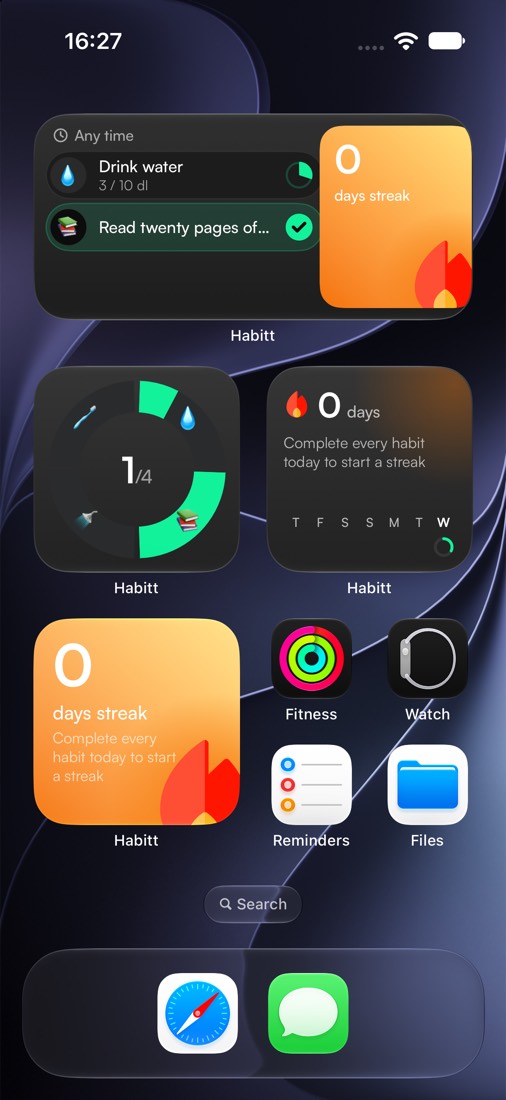 16:27
Any time
Drink water
3 / 10 dl
Read twenty pages of...
0
days streak
Habitt
1/4
Habitt
0 days
Complete every habit
today to start a streak
T F S S M T W
Habitt
0
days streak
Complete every
habit today to start
a streak
Habitt
Fitness
Watch
Reminders
Files
Search